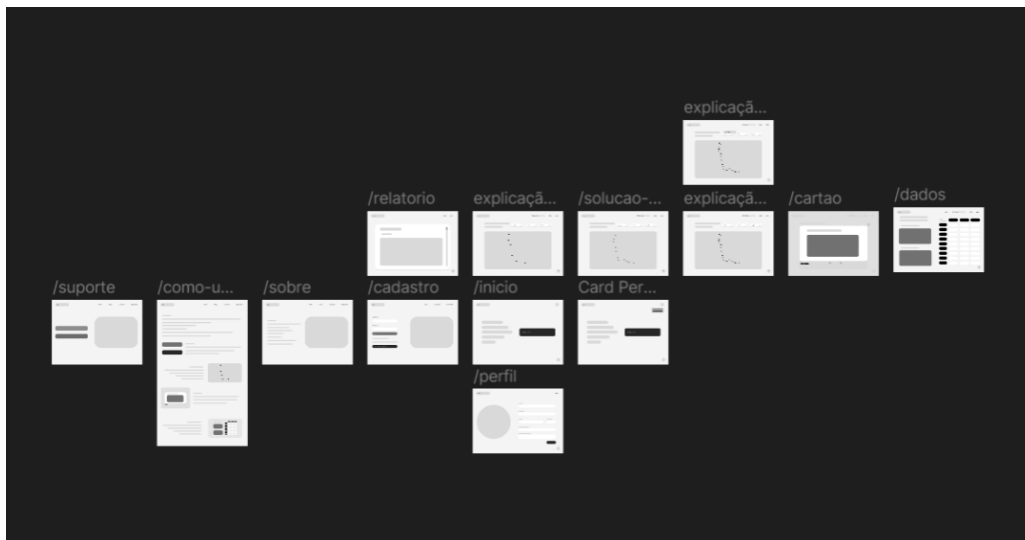 explicaçã...
/relatorio
explicaçã...
/solucao-...
explicaçã...
/cartao
/dados
/suporte
/como-u...
/sobre
/cadastro
/inicio
Card Per...
/perfil